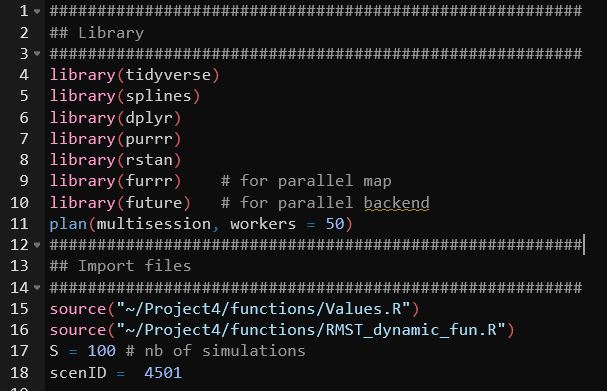 1 ########################################################
2 ## Library
3 ########################################################
4 library(tidyverse)
5 library(splines)
6 library(dplyr)
7 library(purrr)
8 library(rstan)
9 library(furrr)    # for parallel map
10 library(future)   # for parallel backend
11 plan(multisession, workers = 50)
12 ########################################################
13 ## Import files
14 ########################################################
15 source("~/Project4/functions/Values.R")
16 source("~/Project4/functions/RMST_dynamic_fun.R")
17 S = 100 # nb of simulations
18 scenID =  4501